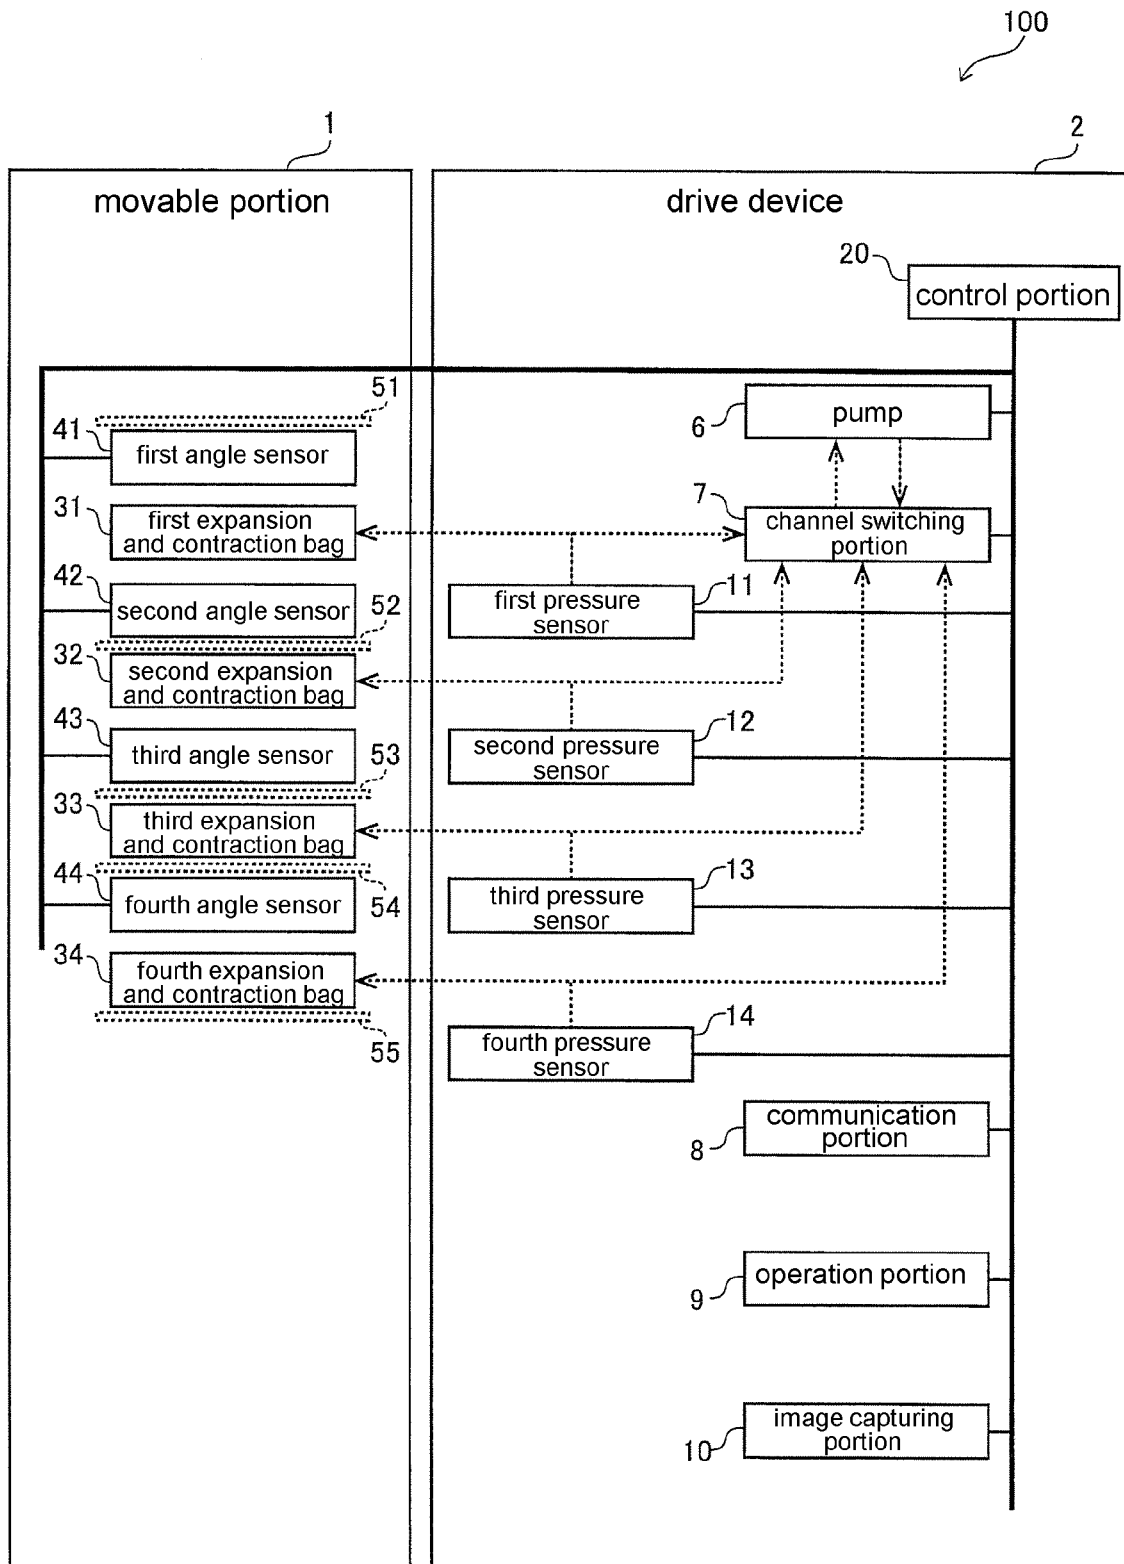 100
1
2
movable portion
drive device
20
control portion
51
41
first angle sensor
6
pump
31
first expansion
and contraction bag
7
channel switching
portion
42
second angle sensor
52
first pressure
sensor
11
32
second expansion
and contraction bag
43
third angle sensor
53
second pressure
sensor
12
33
third expansion
and contraction bag
44
fourth angle sensor
54
third pressure
sensor
13
34
fourth expansion
and contraction bag
55
fourth pressure
sensor
14
communication
portion
8
operation portion
9
image capturing
portion
10